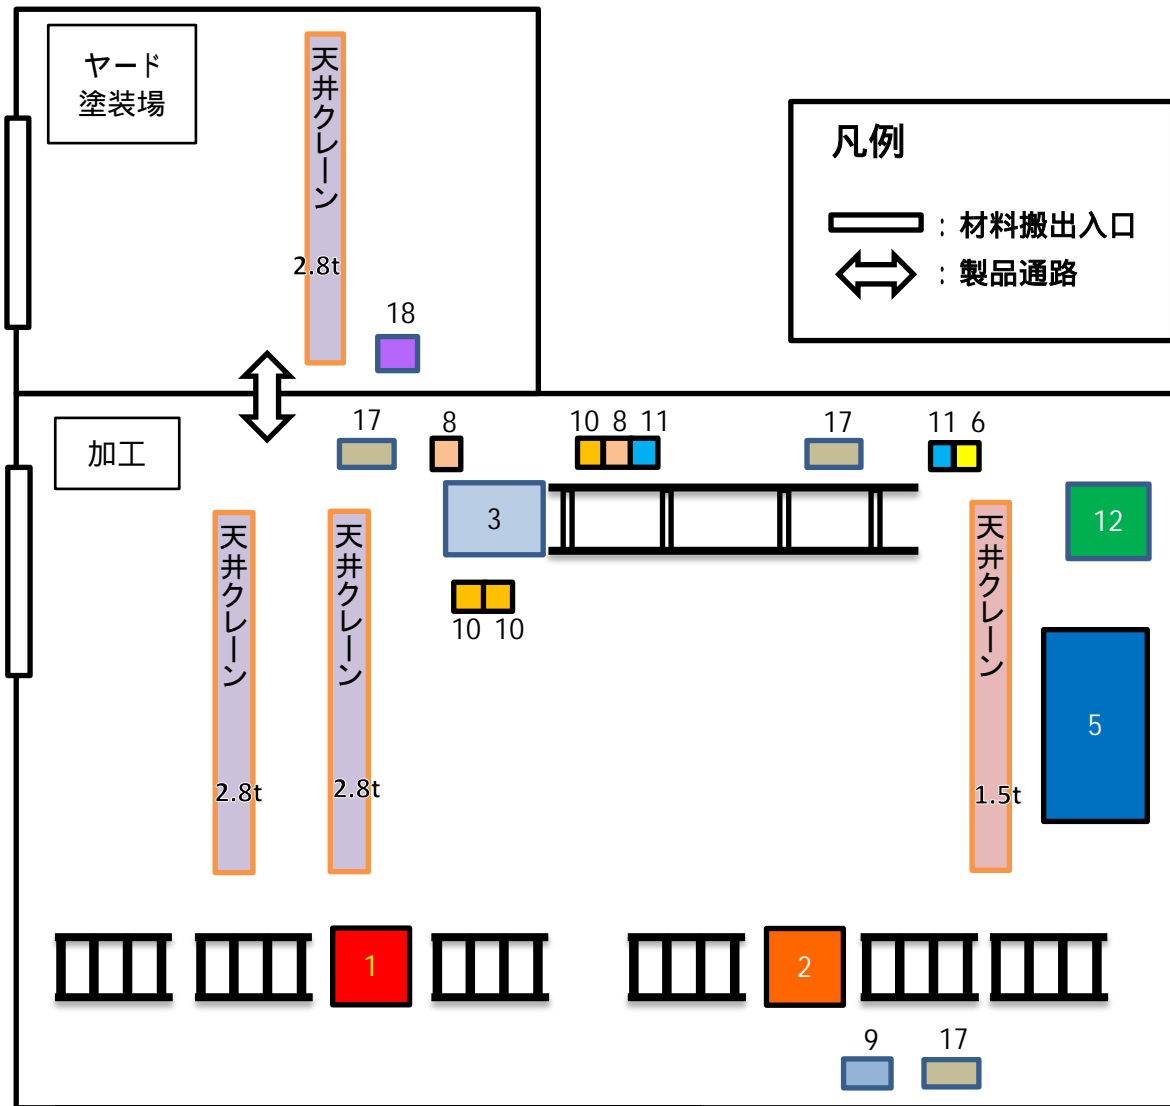 ヤード
塗装場
天井クレーン
2.8t
18
凡例
：材料搬出入口
：製品通路
加工
17
8
10 8 11
17
11 6
3
12
10 10
天井クレーン
2.8t
天井クレーン
2.8t
天井クレーン
1.5t
5
1
2
9
17